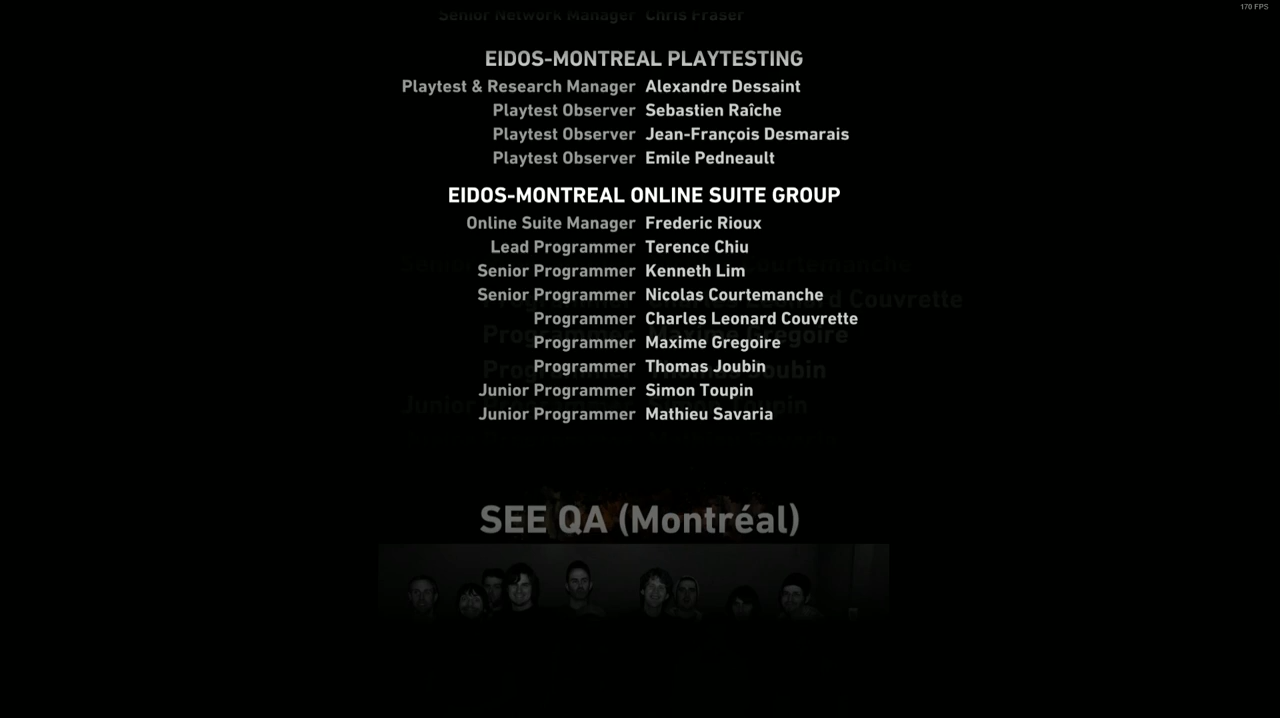 170 FPS
Senior Network Manager Chris Fraser
EIDOS-MONTREAL PLAYTESTING
Playtest & Research Manager Alexandre Dessaint
Playtest Observer Sebastien Raîche
Playtest Observer Jean-François Desmarais
Playtest Observer Emile Pedneault
EIDOS-MONTREAL ONLINE SUITE GROUP
Online Suite Manager Frederic Rioux
Lead Programmer Terence Chiu
Senior Programmer Kenneth Lim
Senior Programmer Nicolas Courtemanche
Programmer Charles Leonard Couvrette
Programmer Maxime Gregoire
Programmer Thomas Joubin
Junior Programmer Simon Toupin
Junior Programmer Mathieu Savaria
SEE QA (Montréal)